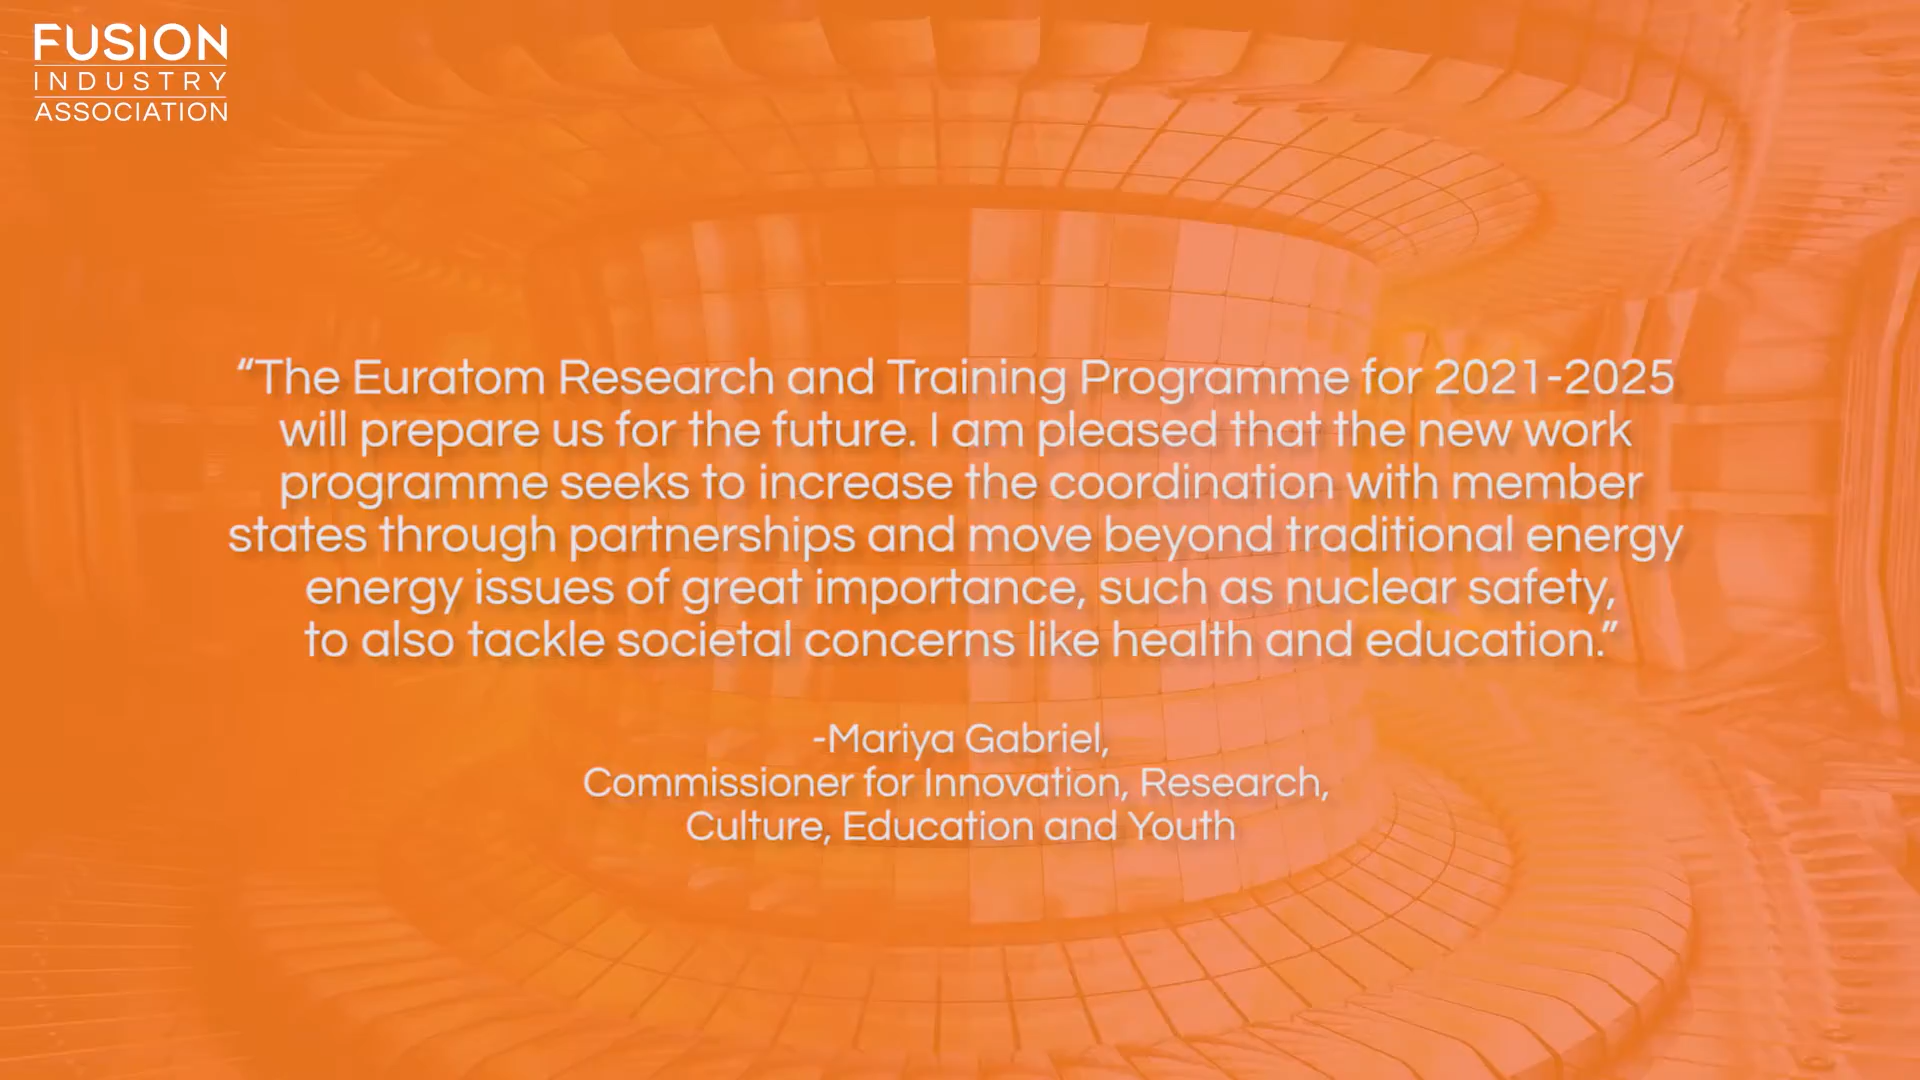 FUSION
INDUSTRY
ASSOCIATION
“The Euratom Research and Training Programme for 2021-2025
will prepare us for the future. I am pleased that the new work
programme seeks to increase the coordination with member
states through partnerships and move beyond traditional energy
energy issues of great importance, such as nuclear safety,
to also tackle societal concerns like health and education.”
-Mariya Gabriel,
Commissioner for Innovation, Research,
Culture, Education and Youth